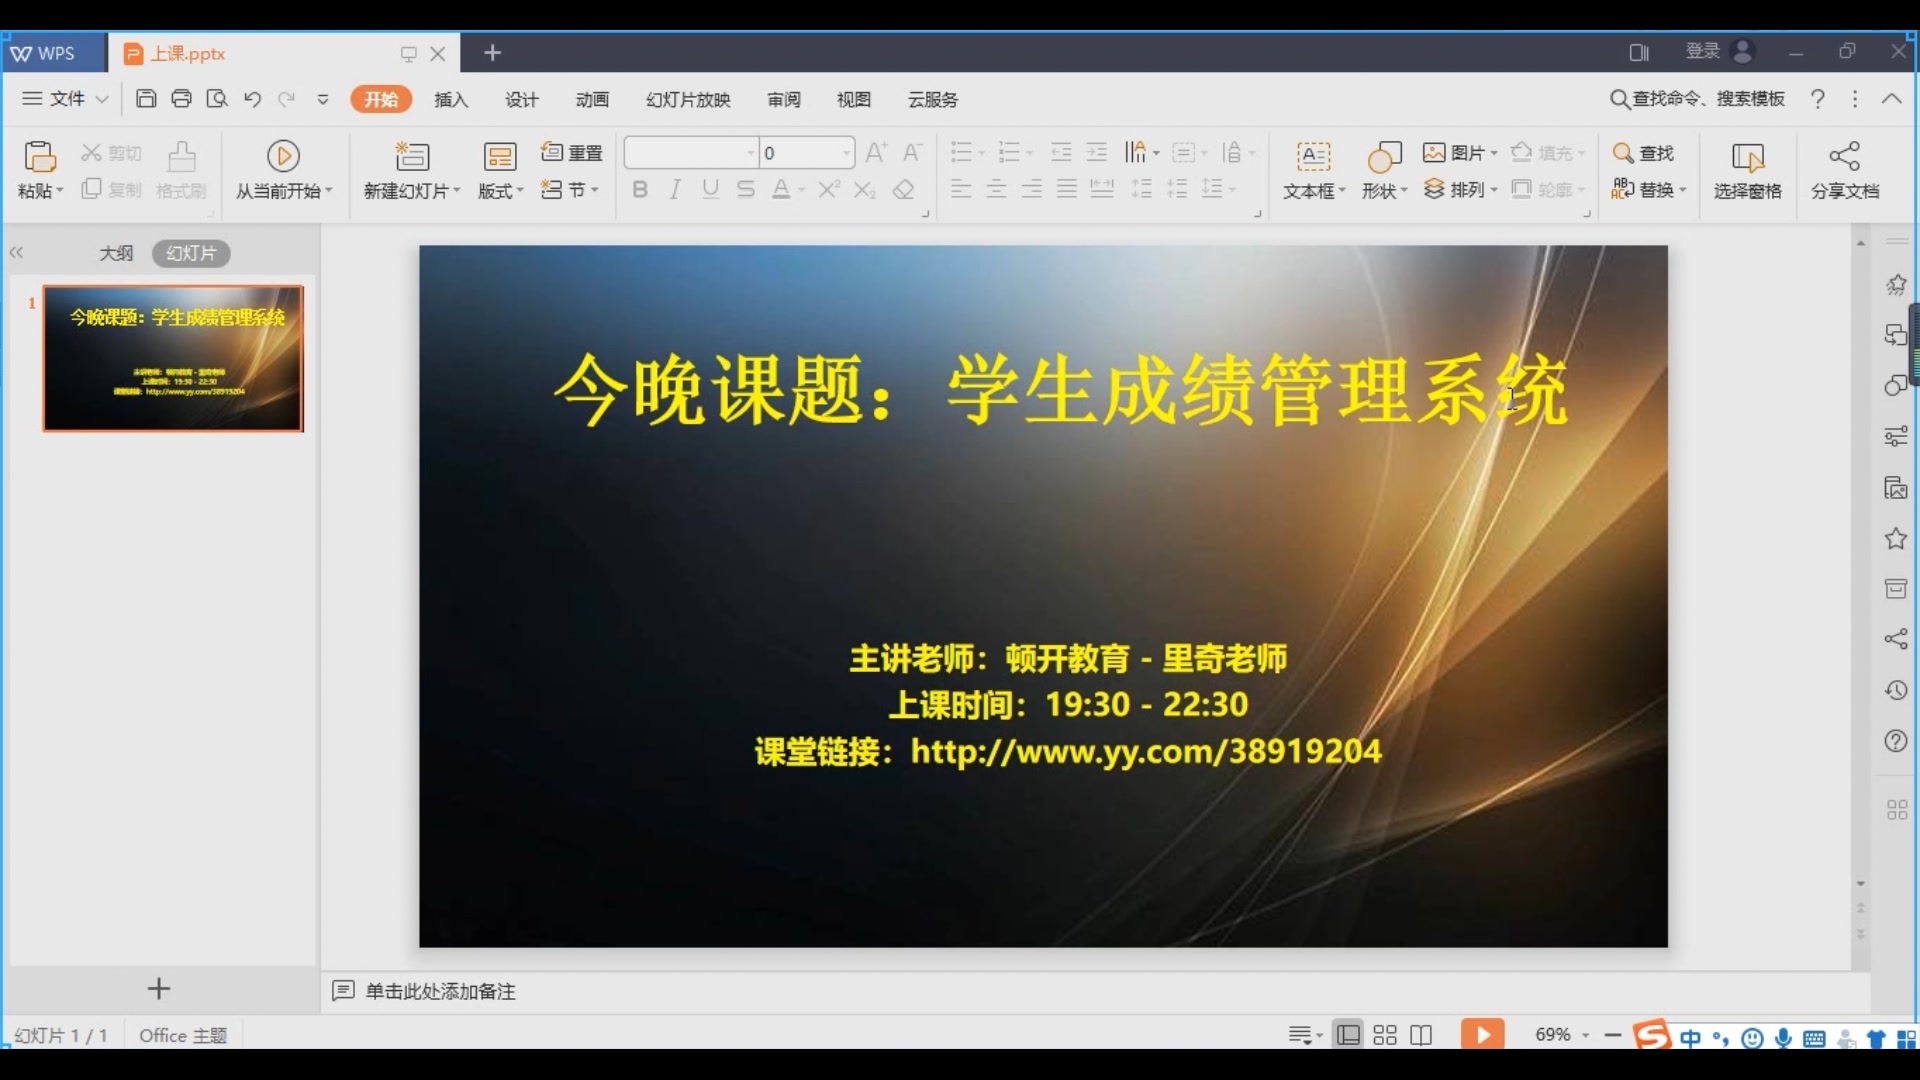 WPS
上课.pptx
登录
文件
开始
插入
设计
动画
幻灯片放映
审阅
视图
云服务
查找命令、搜索模板
粘贴
剪切
复制
格式刷
从当前开始
新建幻灯片
版式
重置
节
0
文本框
形状
图片
排列
填充
轮廓
查找
替换
选择窗格
分享文档
大纲
幻灯片
1
今晚课题：学生成绩管理系统
主讲老师：顿开教育 - 里奇老师
上课时间：19:30 - 22:30
课堂链接：http://www.yy.com/38919204
今晚课题：学生成绩管理系统
主讲老师：顿开教育 - 里奇老师
上课时间：19:30 - 22:30
课堂链接：http://www.yy.com/38919204
单击此处添加备注
幻灯片 1 / 1
Office 主题
69%
中